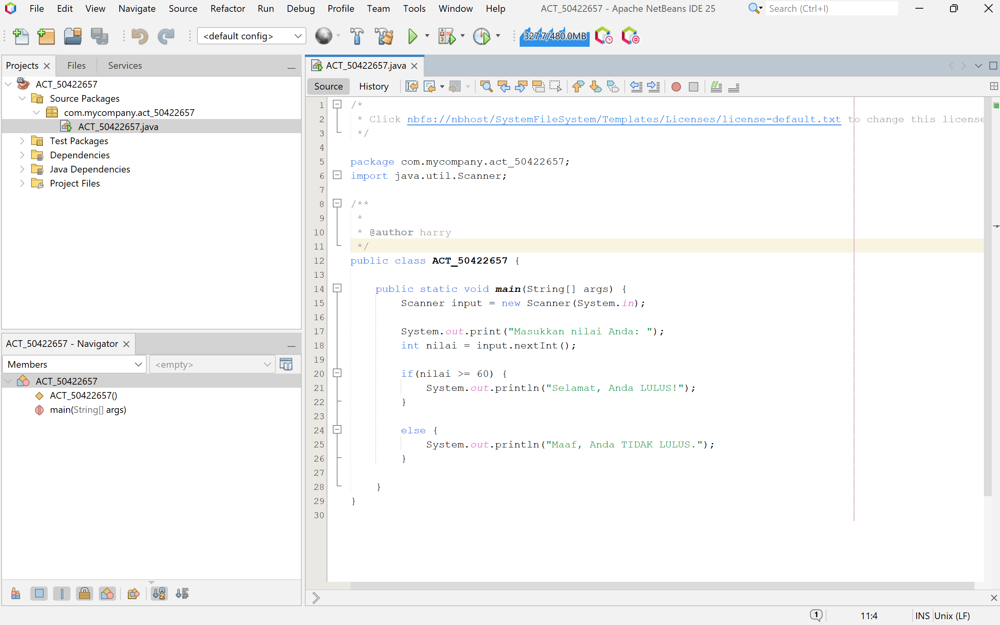 File Edit View Navigate Source Refactor Run Debug Profile Team Tools Window Help ACT_50422657 - Apache NetBeans IDE 25 Search (Ctrl+I)
<default config> 327.7/480.0MB
Projects Files Services
ACT_50422657
Source Packages
com.mycompany.act_50422657
ACT_50422657.java
Test Packages
Dependencies
Java Dependencies
Project Files
ACT_50422657 - Navigator
Members <empty>
ACT_50422657
ACT_50422657()
main(String[] args)
ACT_50422657.java
Source History
1 /*
2 * Click nbfs://nbhost/SystemFileSystem/Templates/Licenses/license-default.txt to change this license
3 */
4
5 package com.mycompany.act_50422657;
6 import java.util.Scanner;
7
8 /**
9 *
10 * @author harry
11 */
12 public class ACT_50422657 {
13
14 public static void main(String[] args) {
15 Scanner input = new Scanner(System.in);
16
17 System.out.print("Masukkan nilai Anda: ");
18 int nilai = input.nextInt();
19
20 if(nilai >= 60) {
21 System.out.println("Selamat, Anda LULUS!");
22 }
23
24 else {
25 System.out.println("Maaf, Anda TIDAK LULUS.");
26 }
27
28 }
29 }
30
1 11:4 INS Unix (LF)